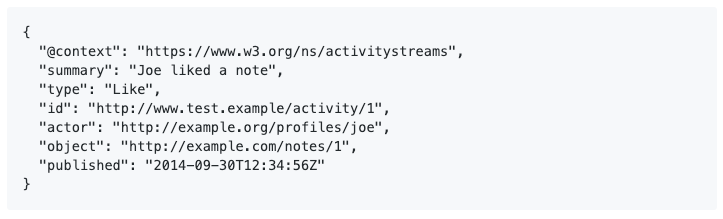 {
  "@context": "https://www.w3.org/ns/activitystreams",
  "summary": "Joe liked a note",
  "type": "Like",
  "id": "http://www.test.example/activity/1",
  "actor": "http://example.org/profiles/joe",
  "object": "http://example.com/notes/1",
  "published": "2014-09-30T12:34:56Z"
}